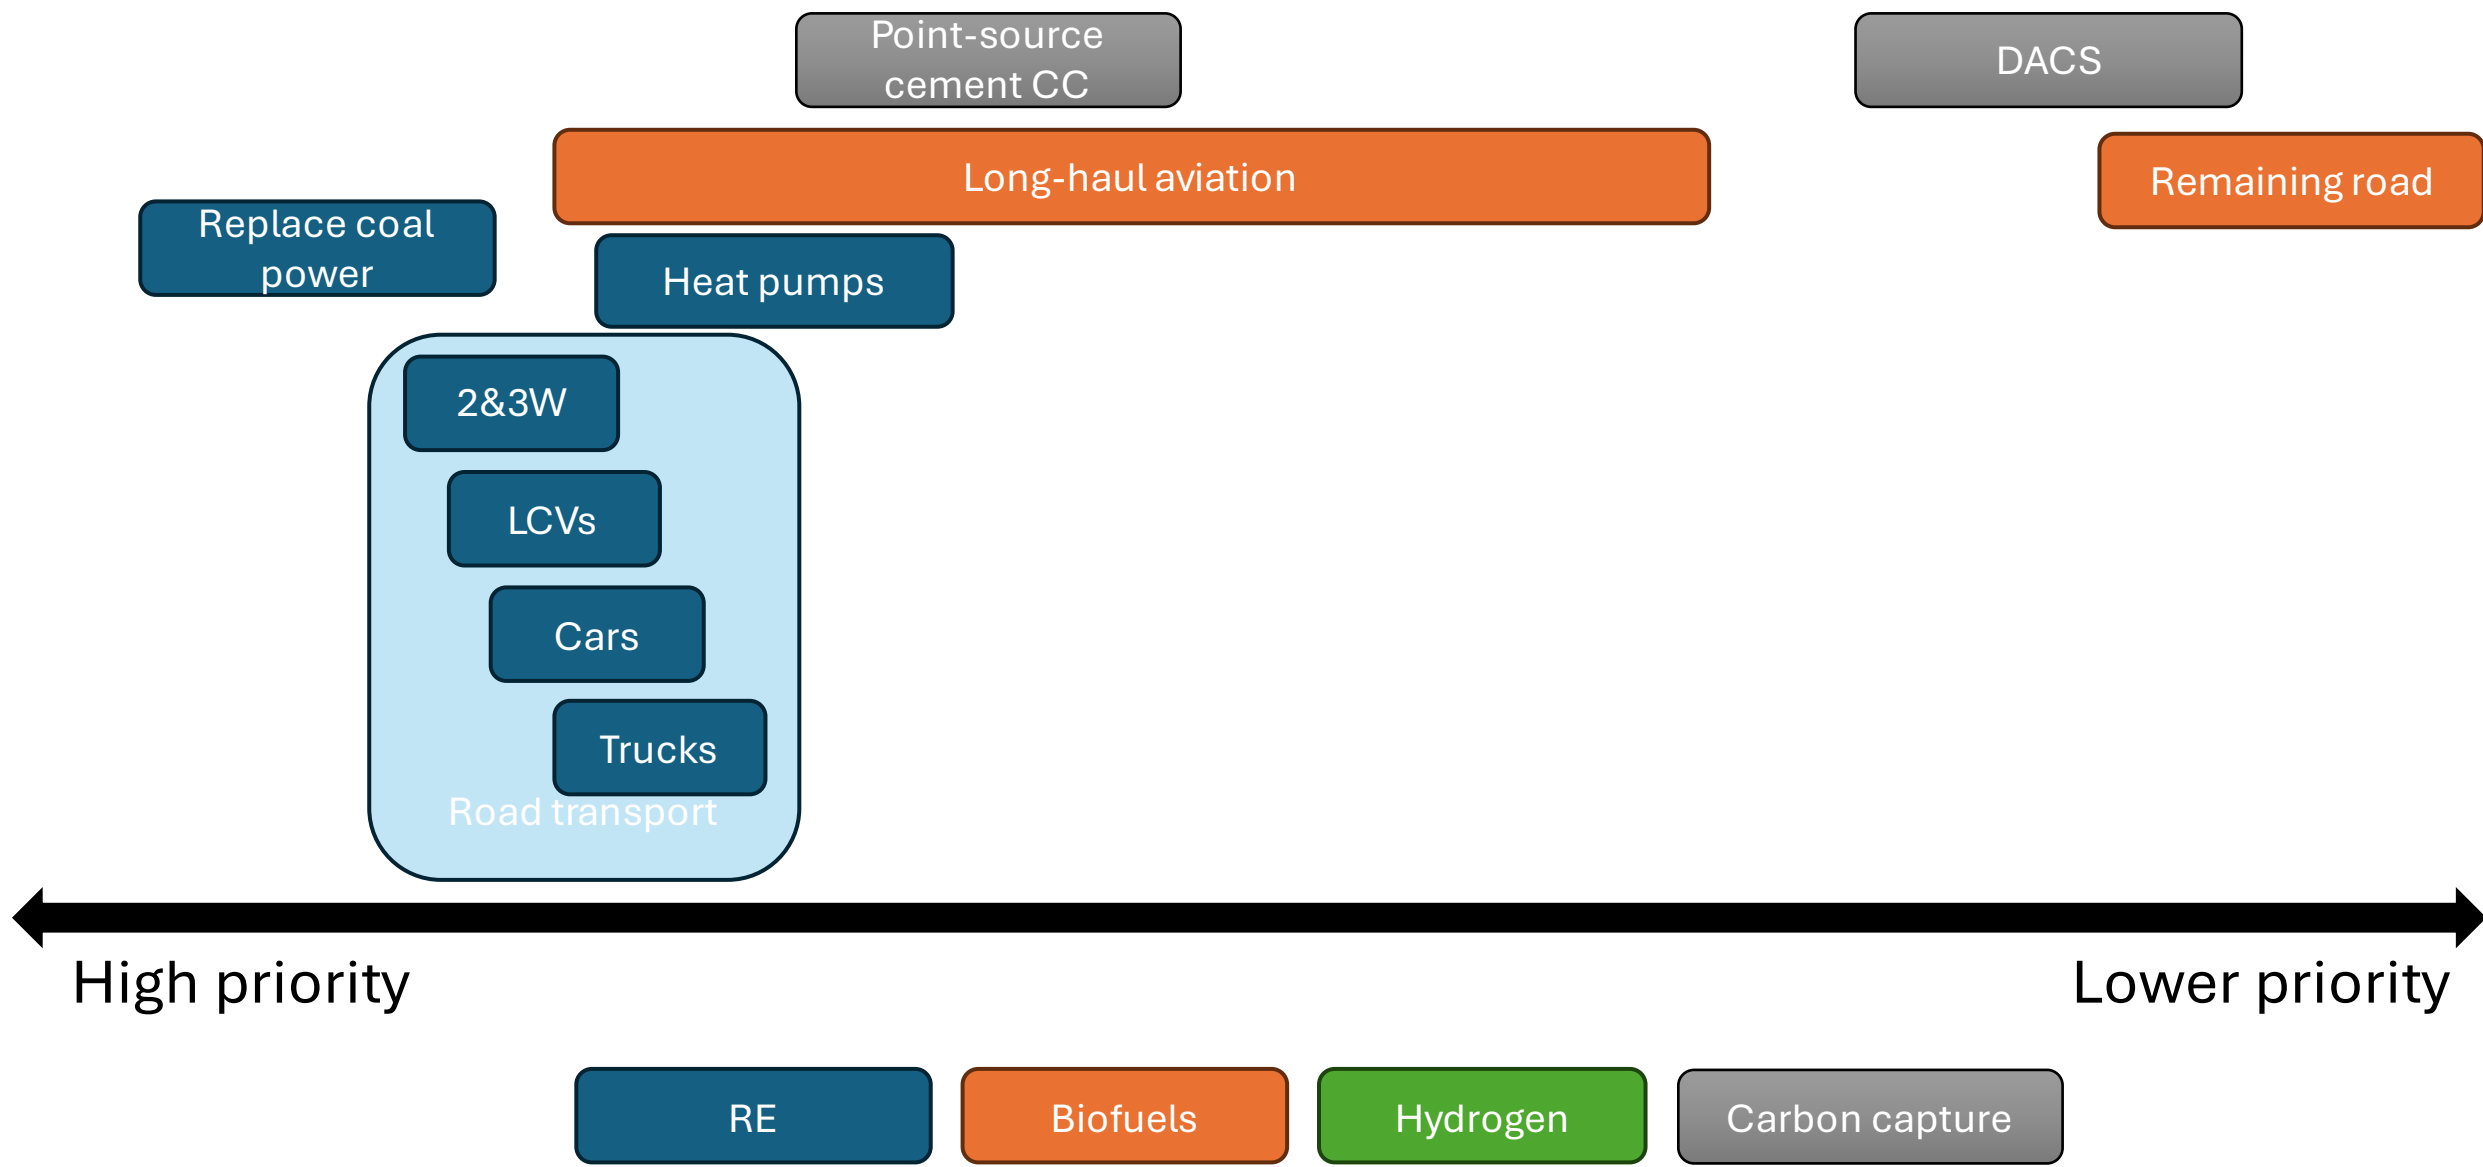 Point-source
cement CC
DACS
Long-haul aviation
Remaining road
Replace coal
power
Heat pumps
2&3W
LCVs
Cars
Trucks
Road transport
High priority
Lower priority
RE
Biofuels
Hydrogen
Carbon capture